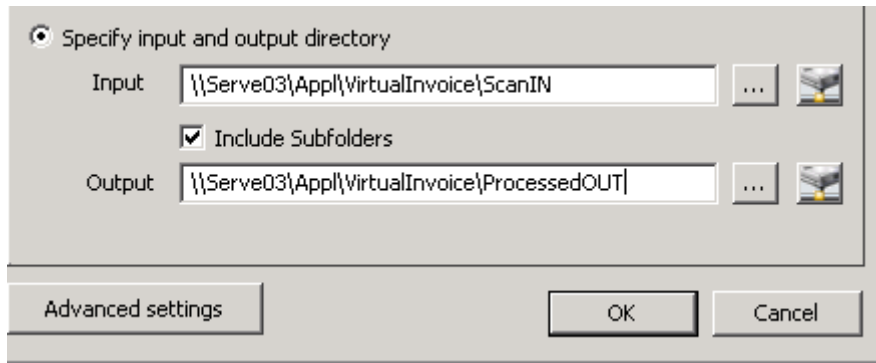 Specify input and output directory
Input \\Serve03\Appl\VirtualInvoice\ScanIN ...
Include Subfolders
Output \\Serve03\Appl\VirtualInvoice\ProcessedOUT ...
Advanced settings OK Cancel